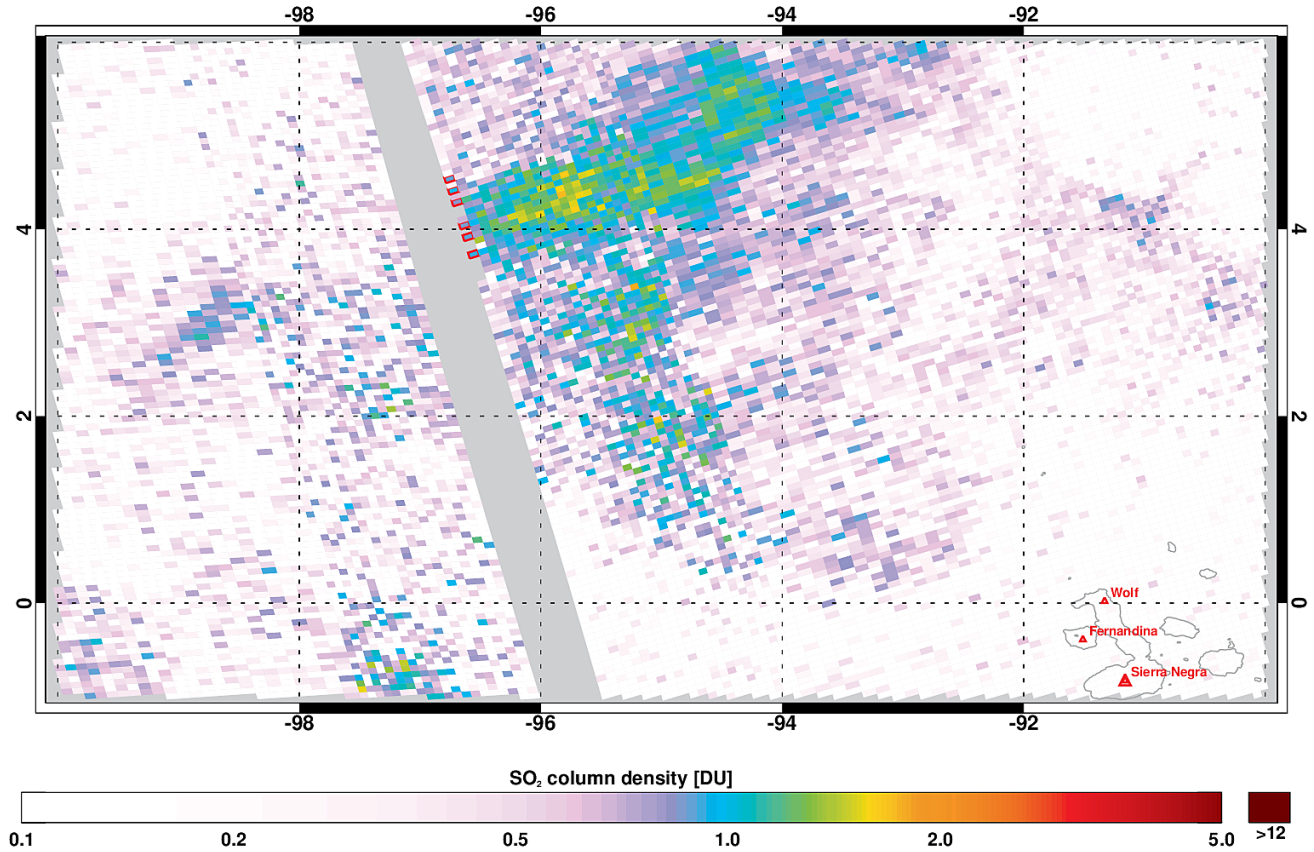 -98 -96 -94 -92
4 4
2 2
0 0
Wolf
Fernandina
Sierra Negra
-98 -96 -94 -92
SO₂ column density [DU]
0.1 0.2 0.5 1.0 2.0 5.0 >12